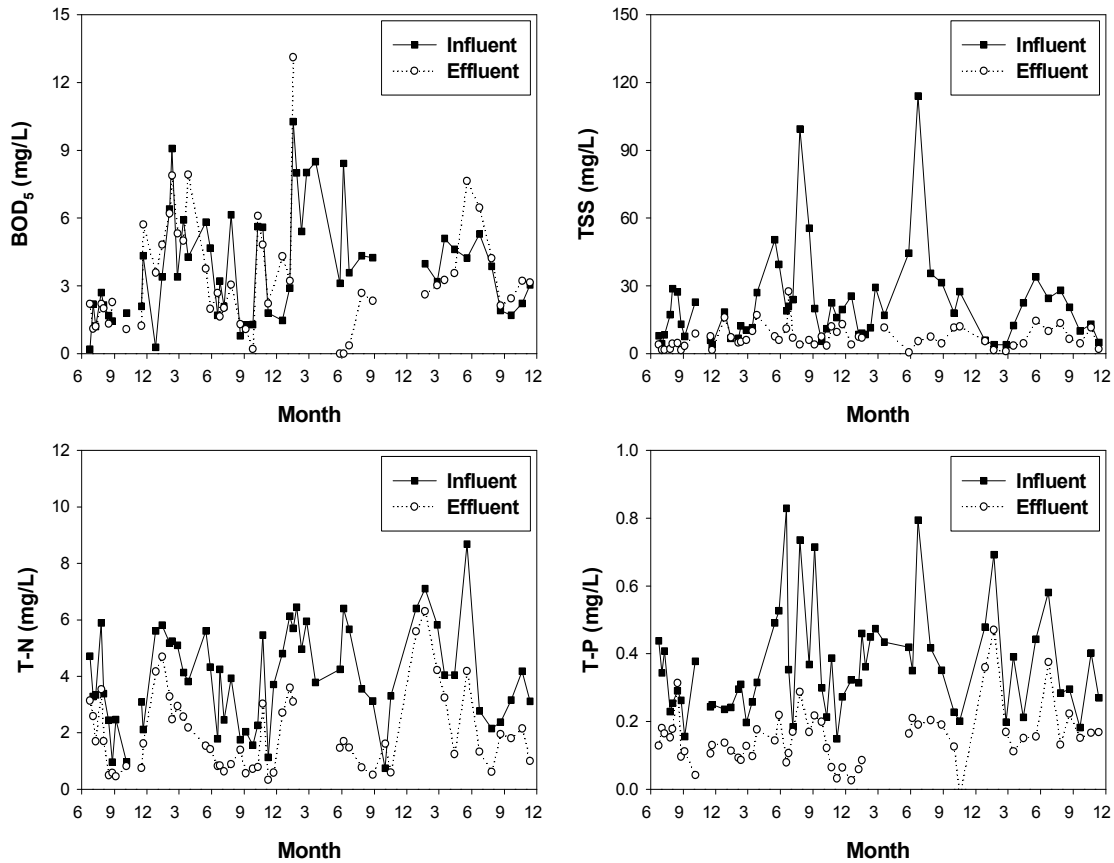 BOD5 (mg/L)
15
12
9
6
3
0
Influent
Effluent
6 9 12 3 6 9 12 3 6 9 12 3 6 9 12
Month
TSS (mg/L)
150
120
90
60
30
0
Influent
Effluent
6 9 12 3 6 9 12 3 6 9 12 3 6 9 12
Month
T-N (mg/L)
12
10
8
6
4
2
0
Influent
Effluent
6 9 12 3 6 9 12 3 6 9 12 3 6 9 12
Month
T-P (mg/L)
1.0
0.8
0.6
0.4
0.2
0.0
Influent
Effluent
6 9 12 3 6 9 12 3 6 9 12 3 6 9 12
Month